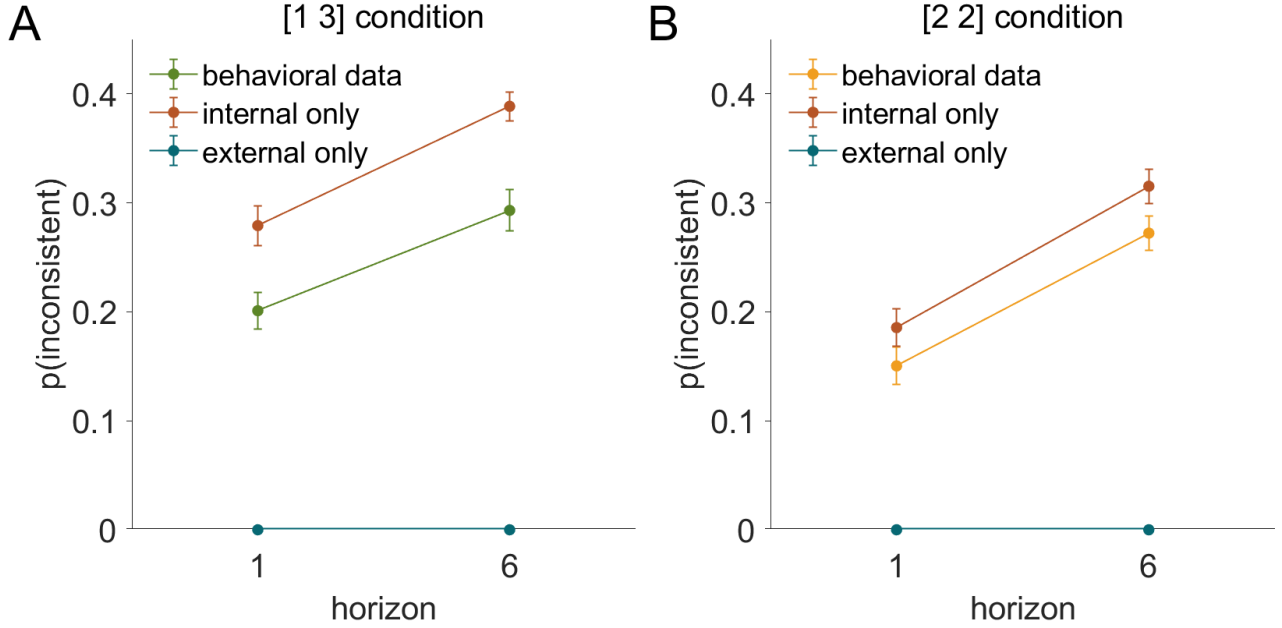 A
[1 3] condition
behavioral data
internal only
external only
p(inconsistent)
0.4
0.3
0.2
0.1
0
1
6
horizon
B
[2 2] condition
behavioral data
internal only
external only
p(inconsistent)
0.4
0.3
0.2
0.1
0
1
6
horizon